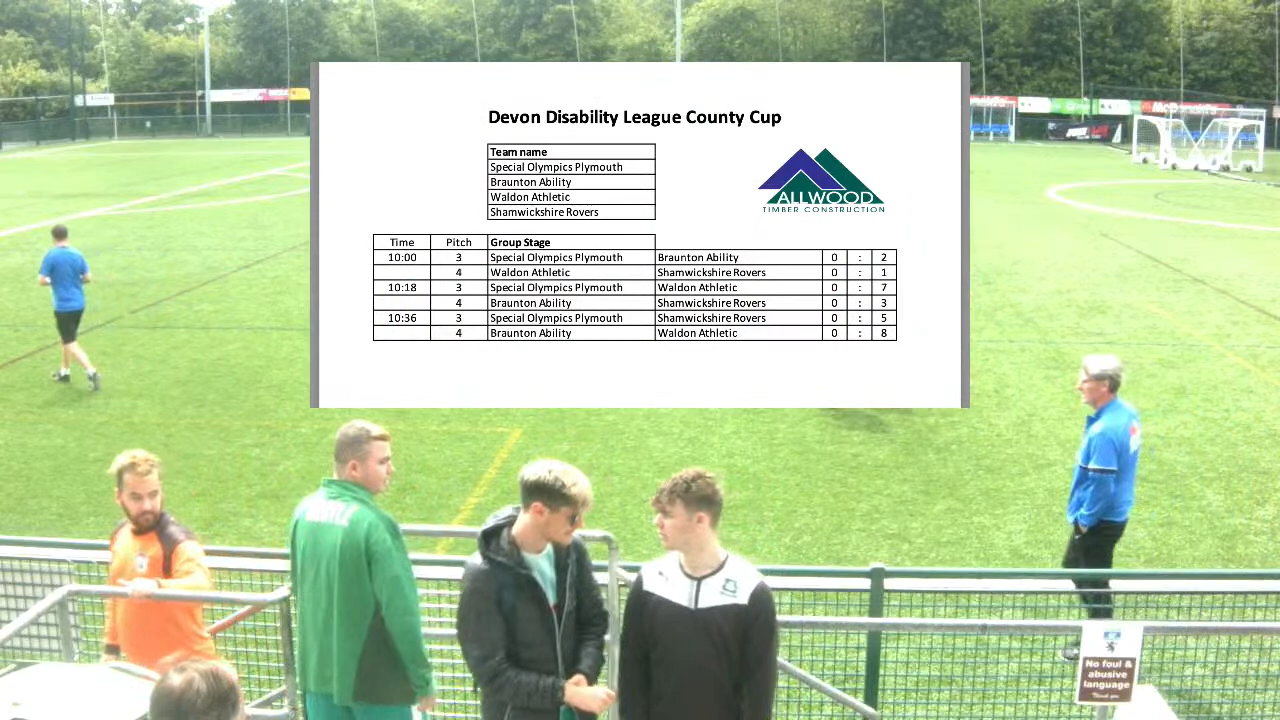 Devon Disability League County Cup
Team name
Special Olympics Plymouth
Braunton Ability
Waldon Athletic
Shamwickshire Rovers
ALLWOOD
TIMBER CONSTRUCTION
Time Pitch Group Stage
10:00 3 Special Olympics Plymouth Braunton Ability 0 : 2
4 Waldon Athletic Shamwickshire Rovers 0 : 1
10:18 3 Special Olympics Plymouth Waldon Athletic 0 : 7
4 Braunton Ability Shamwickshire Rovers 0 : 3
10:36 3 Special Olympics Plymouth Shamwickshire Rovers 0 : 5
4 Braunton Ability Waldon Athletic 0 : 8
McDonald's
No foul &
abusive
language
Thank you